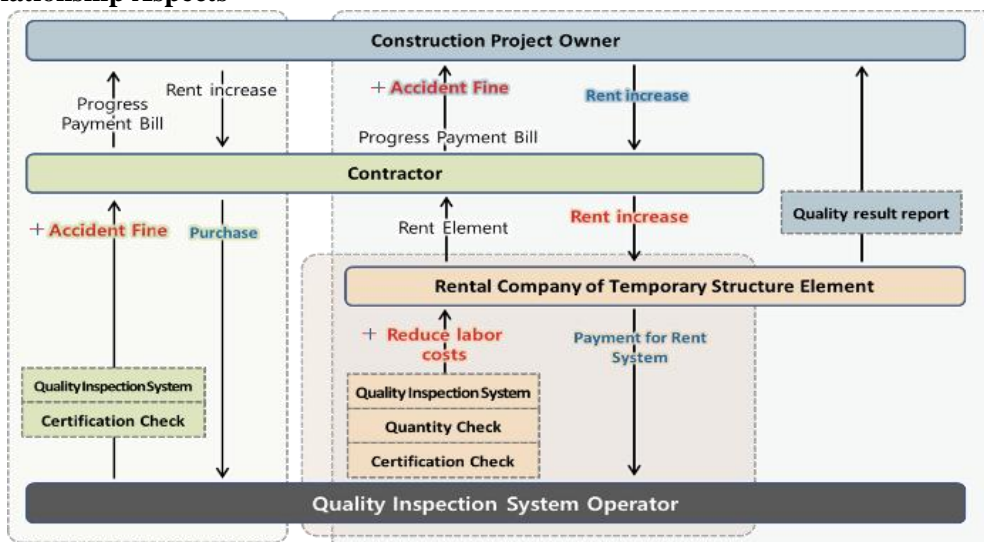 lationship Aspects
Construction Project Owner
Progress
Payment Bill
Rent increase
+ Accident Fine
Progress Payment Bill
Rent increase
Contractor
+ Accident Fine
Purchase
Rent Element
Rent increase
Quality result report
Rental Company of Temporary Structure Element
+ Reduce labor
costs
Payment for Rent
System
Quality Inspection System
Certification Check
Quality Inspection System
Quantity Check
Certification Check
Quality Inspection System Operator